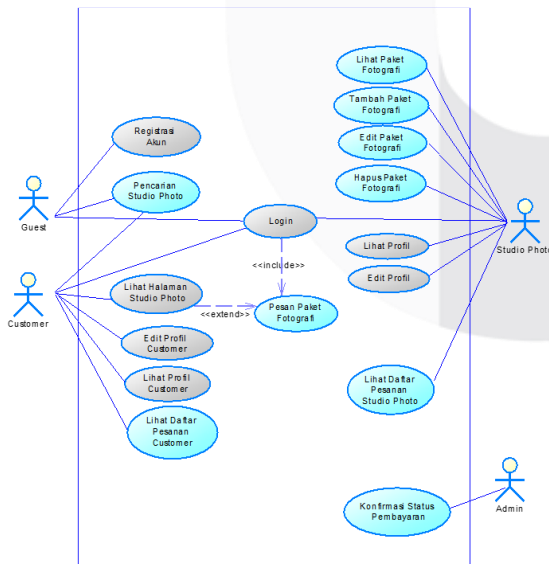 Lihat Paket
Fotografi
Tambah Paket
Fotografi
Edit Paket
Fotografi
Hapus Paket
Fotografi
Registrasi
Akun
Pencarian
Studio Photo
Guest
Login
Studio Photo
Lihat Profil
Edit Profil
<<include>>
Customer
Lihat Halaman
Studio Photo
<<extend>>
Pesan Paket
Fotografi
Edit Profil
Customer
Lihat Profil
Customer
Lihat Daftar
Pesanan
Customer
Lihat Daftar
Pesanan
Studio Photo
Konfirmasi Status
Pembayaran
Admin